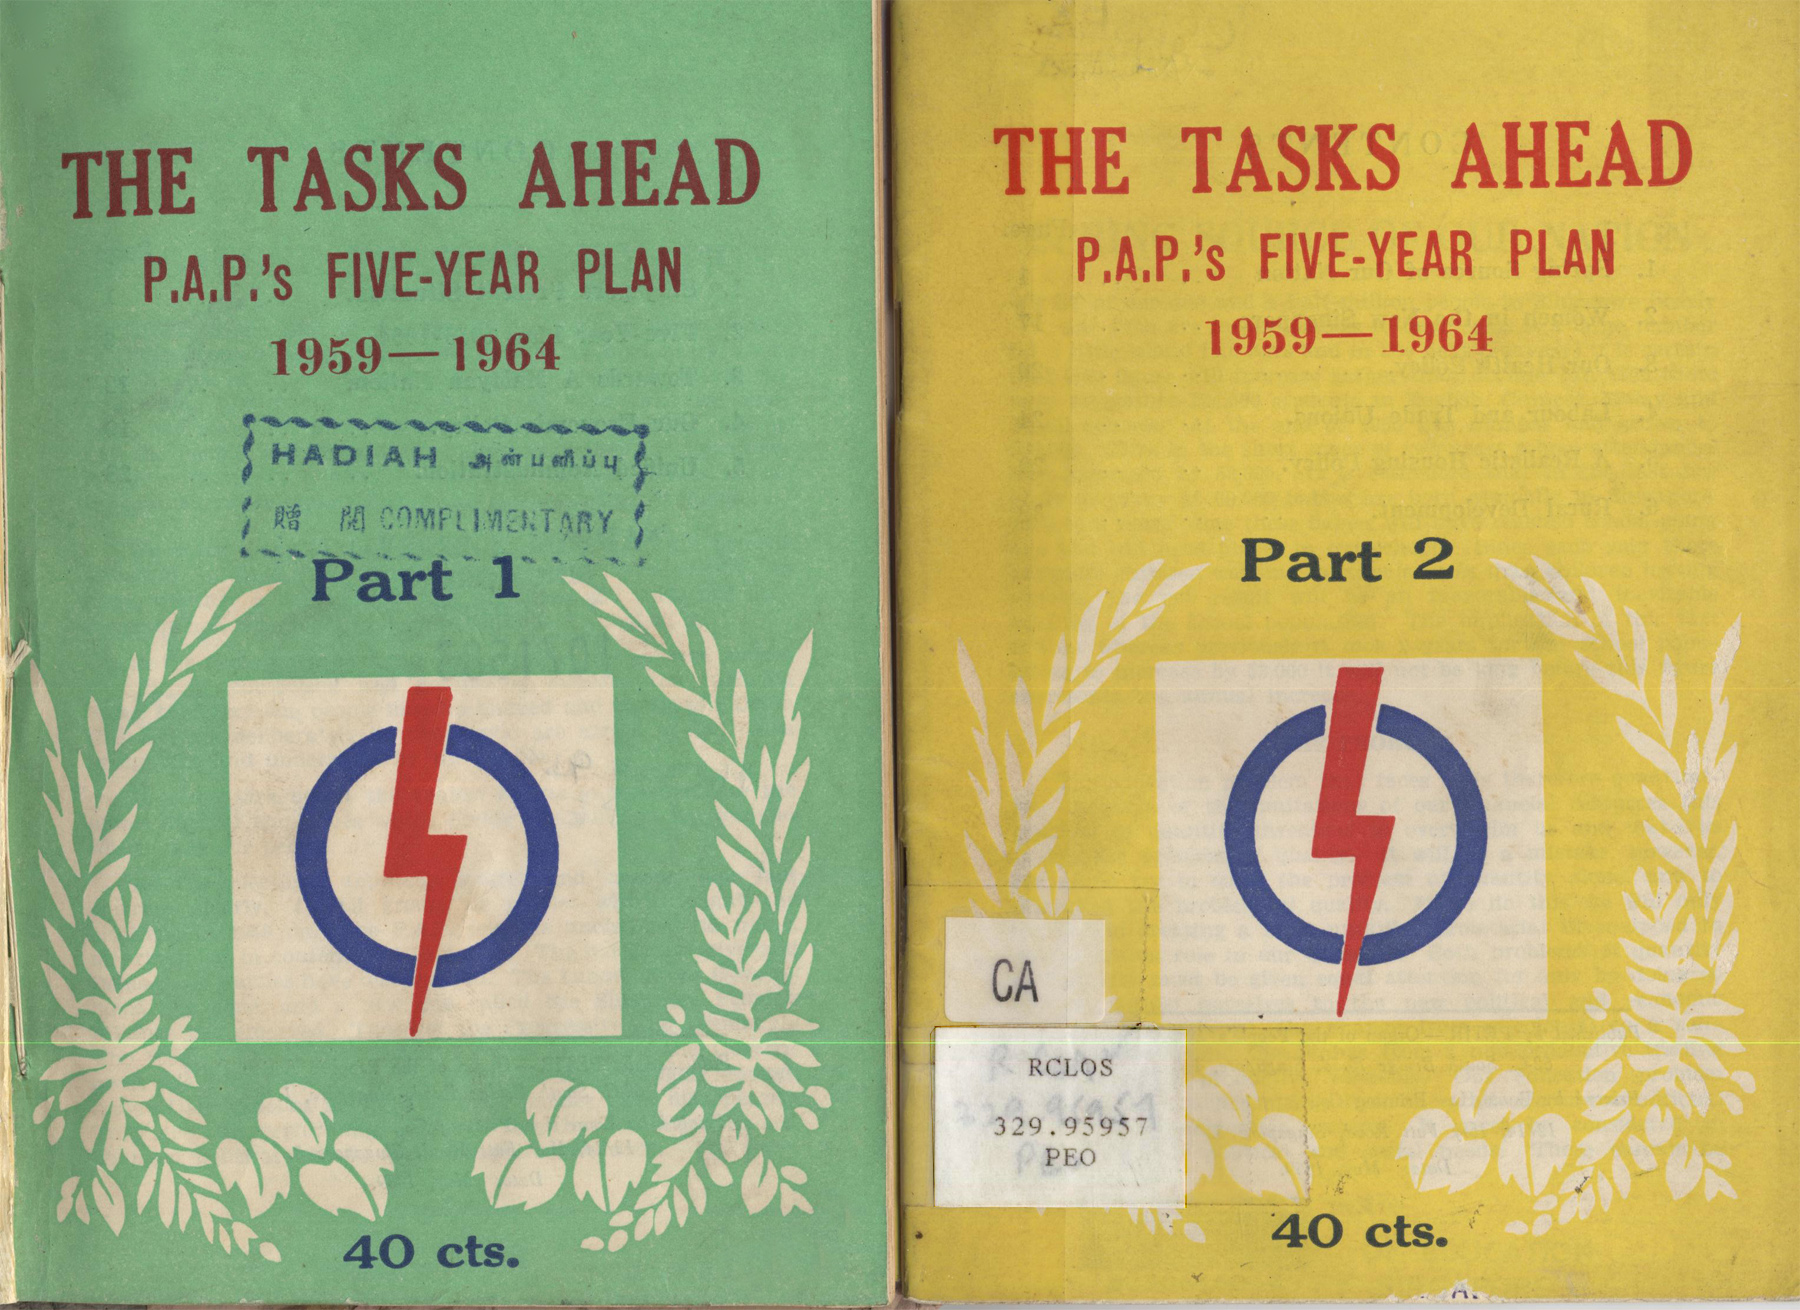 THE TASKS AHEAD
P.A.P.'s FIVE-YEAR PLAN
1959—1964
HADIAH அன்பளிப்பு
贈 閱 COMPLIMENTARY
Part 1
40 cts.
THE TASKS AHEAD
P.A.P.'s FIVE-YEAR PLAN
1959—1964
Part 2
CA
RCLOS
329.95957
PEO
40 cts.